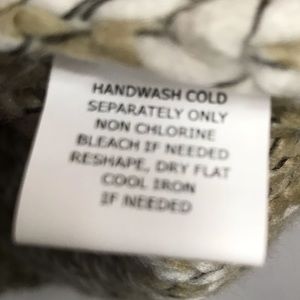 HANDWASH COLD
SEPARATELY ONLY
NON CHLORINE
BLEACH IF NEEDED
RESHAPE, DRY FLAT
COOL IRON
IF NEEDED